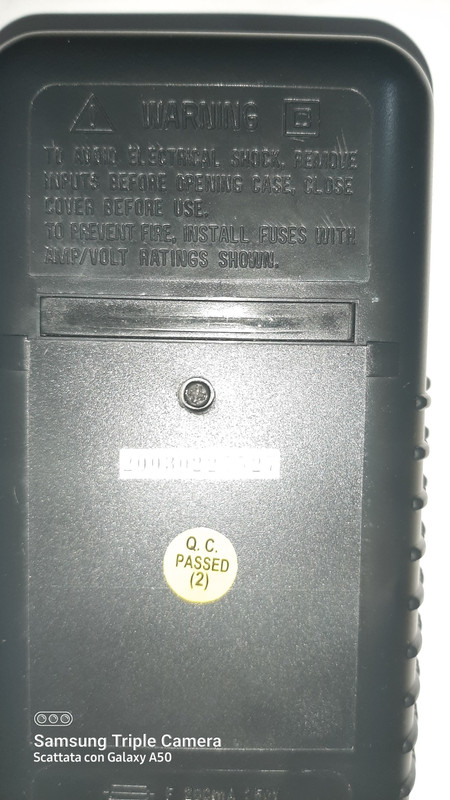 WARNING
TO AVOID ELECTRICAL SHOCK, REMOVE
INPUTS BEFORE OPENING CASE. CLOSE
COVER BEFORE USE.
TO PREVENT FIRE, INSTALL FUSES WITH
AMP/VOLT RATINGS SHOWN.
Q. C.
PASSED
(2)
Samsung Triple Camera
Scattata con Galaxy A50
F